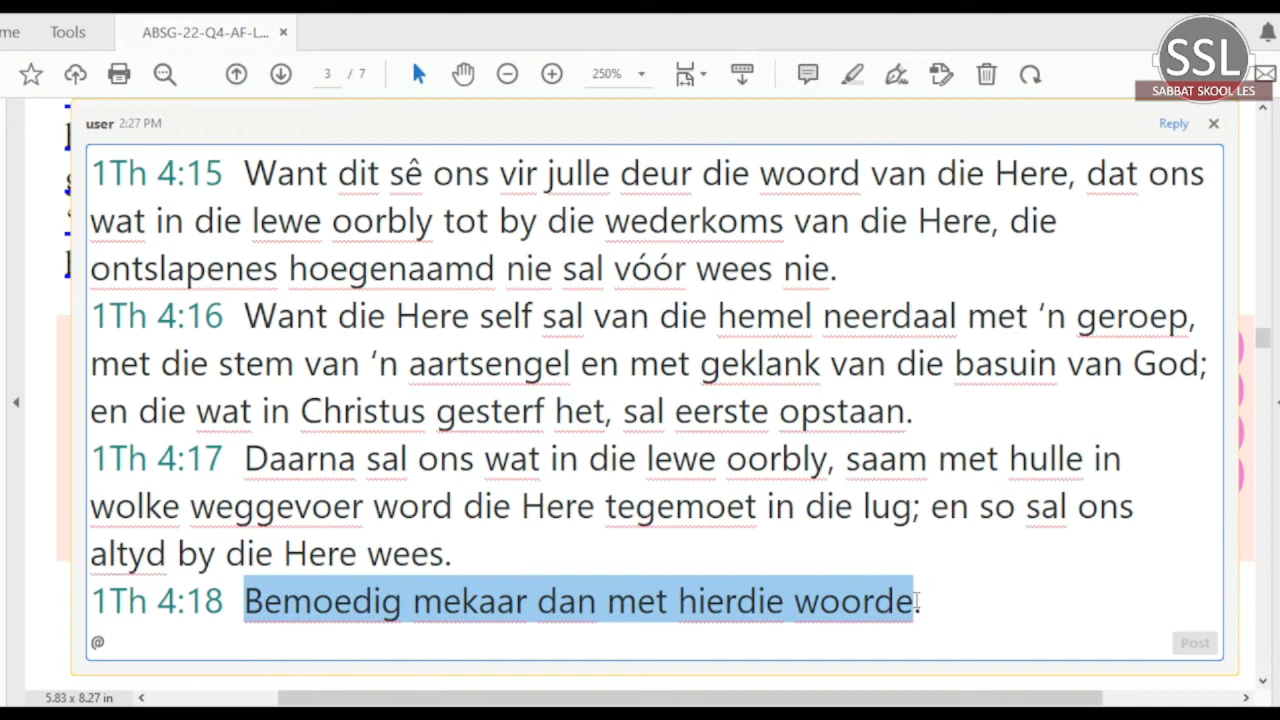 me
Tools
ABSG-22-Q4-AF-L...
3 / 7
250%
SSL
SABBAT SKOOL LES
user 2:27 PM
Reply
1Th 4:15 Want dit sê ons vir julle deur die woord van die Here, dat ons
wat in die lewe oorbly tot by die wederkoms van die Here, die
ontslapenes hoegenaamd nie sal vóór wees nie.
1Th 4:16 Want die Here self sal van die hemel neerdaal met ‘n geroep,
met die stem van ‘n aartsengel en met geklank van die basuin van God;
en die wat in Christus gesterf het, sal eerste opstaan.
1Th 4:17 Daarna sal ons wat in die lewe oorbly, saam met hulle in
wolke weggevoer word die Here tegemoet in die lug; en so sal ons
altyd by die Here wees.
1Th 4:18 Bemoedig mekaar dan met hierdie woorde.
@
Post
5.83 x 8.27 in